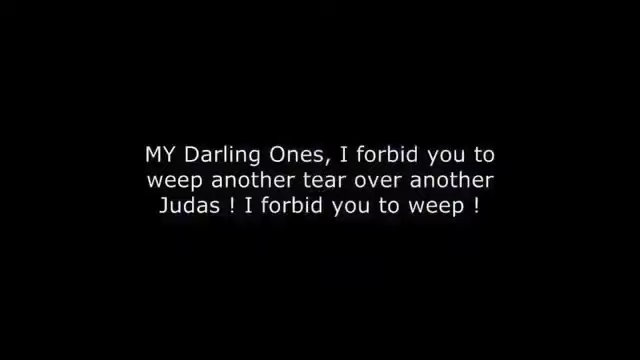 MY Darling Ones, I forbid you to
weep another tear over another
Judas ! I forbid you to weep !